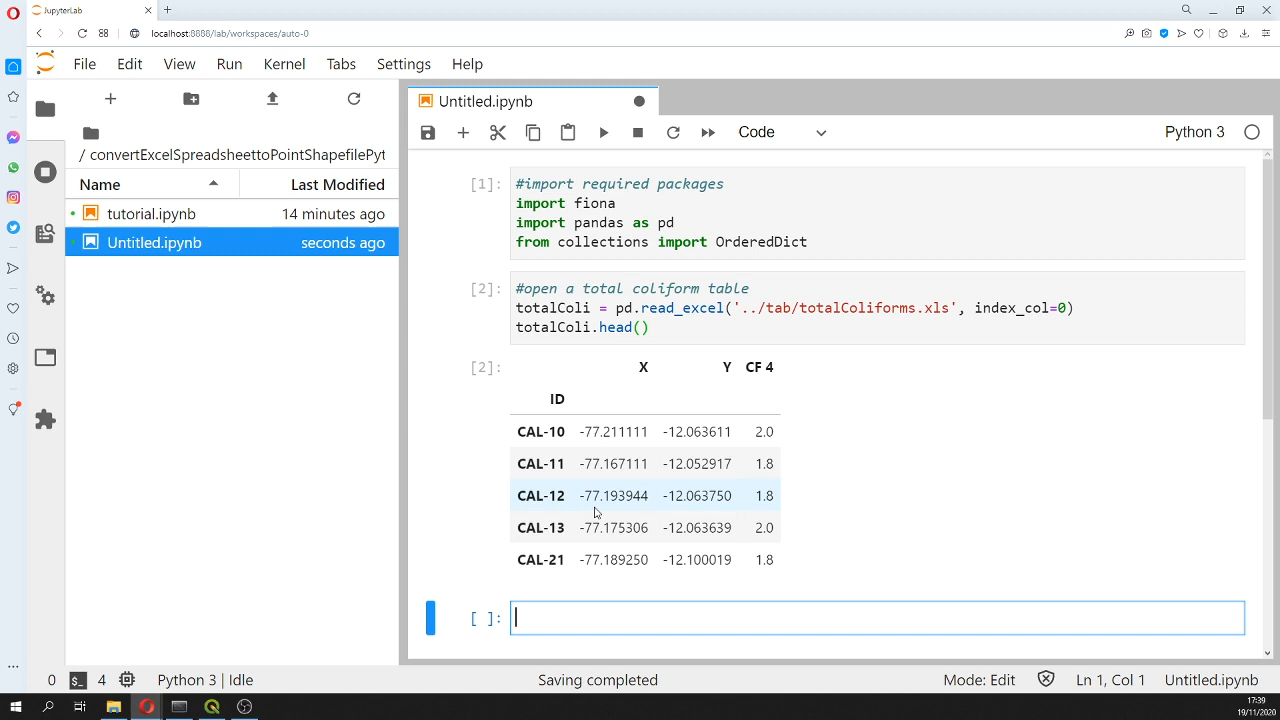 JupyterLab
localhost:8888/lab/workspaces/auto-0
File Edit View Run Kernel Tabs Settings Help
/ convertExcelSpreadsheettoPointShapefilePyt
Name Last Modified
tutorial.ipynb 14 minutes ago
Untitled.ipynb seconds ago
Untitled.ipynb
Code Python 3
[1]: #import required packages
import fiona
import pandas as pd
from collections import OrderedDict
[2]: #open a total coliform table
totalColi = pd.read_excel('../tab/totalColiforms.xls', index_col=0)
totalColi.head()
[2]: X Y CF 4
ID
CAL-10 -77.211111 -12.063611 2.0
CAL-11 -77.167111 -12.052917 1.8
CAL-12 -77.193944 -12.063750 1.8
CAL-13 -77.175306 -12.063639 2.0
CAL-21 -77.189250 -12.100019 1.8
[ ]:
0 $_ 4 Python 3 | Idle Saving completed Mode: Edit Ln 1, Col 1 Untitled.ipynb
17:39
19/11/2020